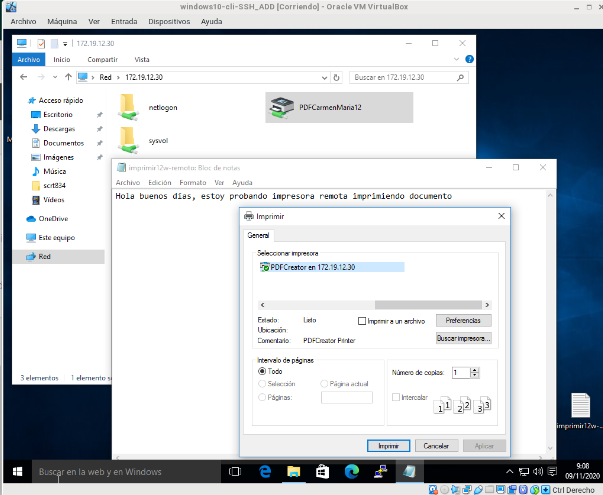 windows10-cli-SSH_ADD [Corriendo] - Oracle VM VirtualBox
Archivo Máquina Ver Entrada Dispositivos Ayuda
172.19.12.30
Archivo Inicio Compartir Vista
Red > 172.19.12.30
Buscar en 172.19.12.30
Acceso rápido
Escritorio
Descargas
Documentos
Imágenes
Música
scrt834
Vídeos
OneDrive
Este equipo
Red
netlogon
PDFCarmenMaria12
sysvol
3 elementos
1 elemento s
imprimir12w-remoto: Bloc de notas
Archivo Edición Formato Ver Ayuda
Hola buenos días, estoy probando impresora remota imprimiendo documento
Imprimir
General
Seleccionar impresora
PDFCreator en 172.19.12.30
Estado: Listo
Ubicación:
Comentario: PDFCreator Printer
Imprimir a un archivo
Preferencias
Buscar impresora...
Intervalo de páginas
Todo
Selección
Página actual
Páginas:
Número de copias: 1
Intercalar
1 1 2 2 3 3
Imprimir Cancelar Aplicar
imprimir12w-...
Buscar en la web y en Windows
9:08
09/11/2020
Ctrl Derecho